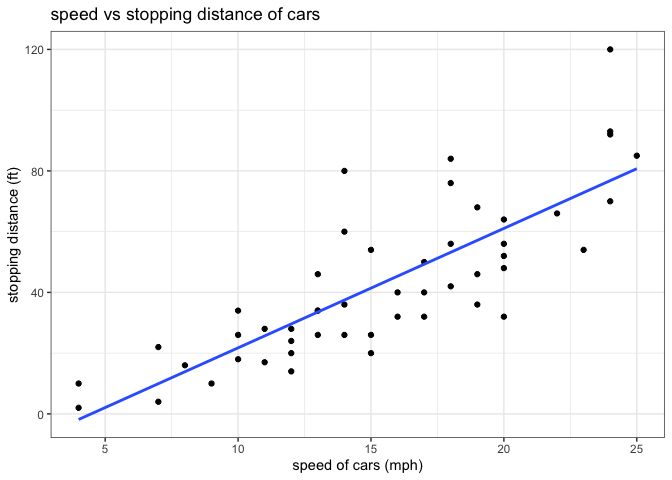 speed vs stopping distance of cars
120
80
40
0
stopping distance (ft)
5 10 15 20 25
speed of cars (mph)